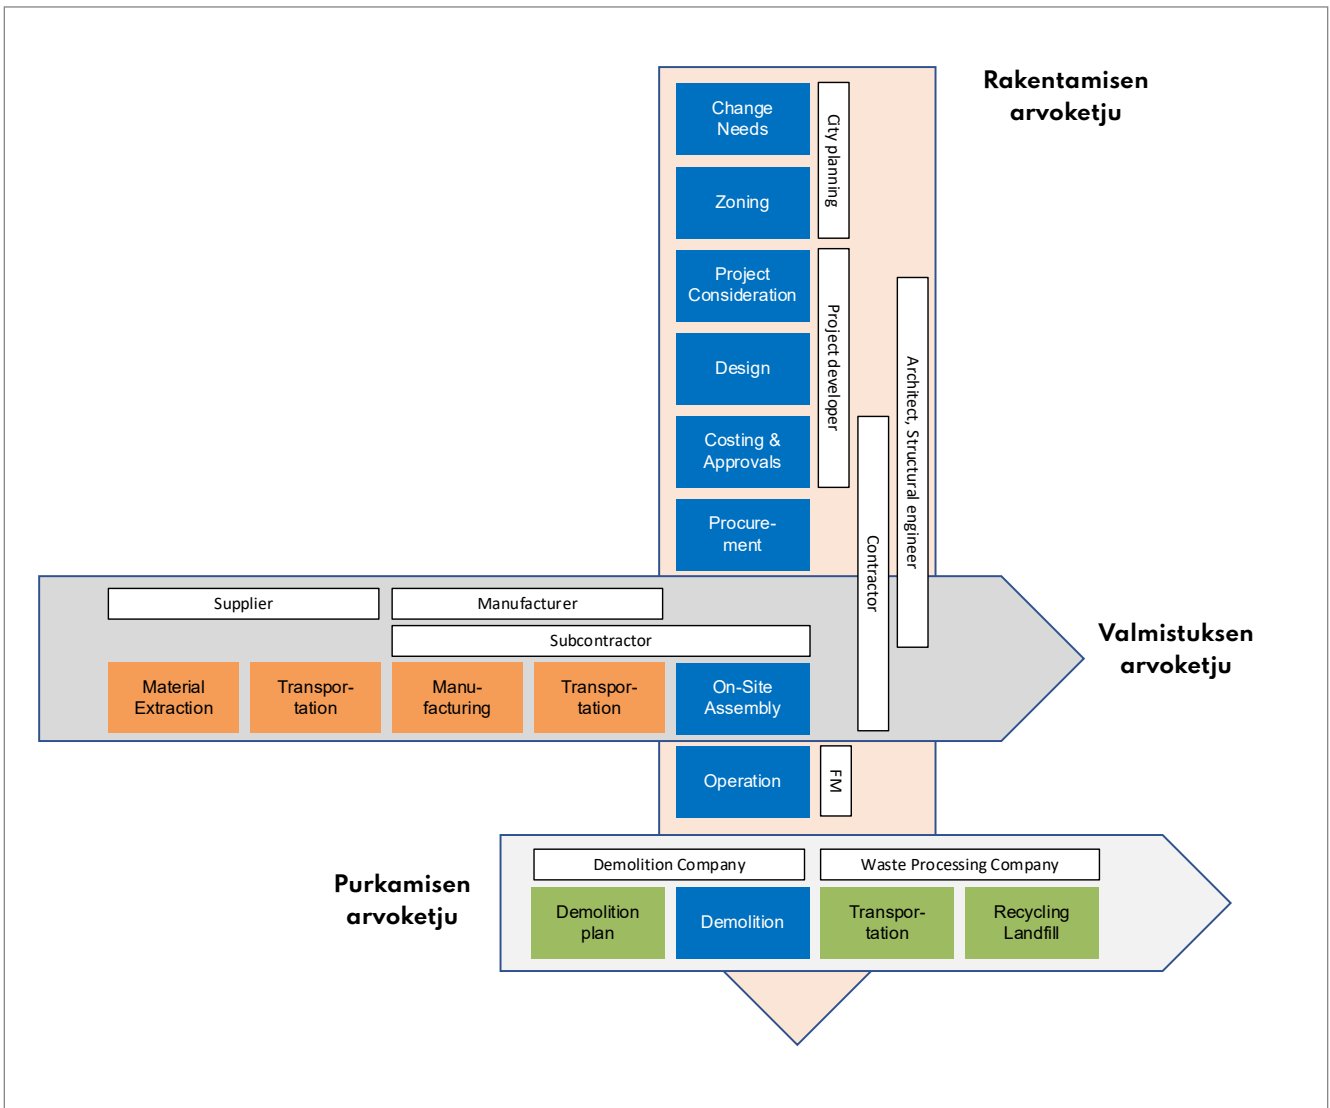 Rakentamisen
arvoketju
Change
Needs
City planning
Zoning
Project
Consideration
Project developer
Design
Architect, Structural engineer
Costing &
Approvals
Contractor
Procure-
ment
Supplier
Manufacturer
Subcontractor
Valmistuksen
arvoketju
Material
Extraction
Transpor-
tation
Manu-
facturing
Transpor-
tation
On-Site
Assembly
Operation
FM
Purkamisen
arvoketju
Demolition Company
Waste Processing Company
Demolition
plan
Demolition
Transpor-
tation
Recycling
Landfill